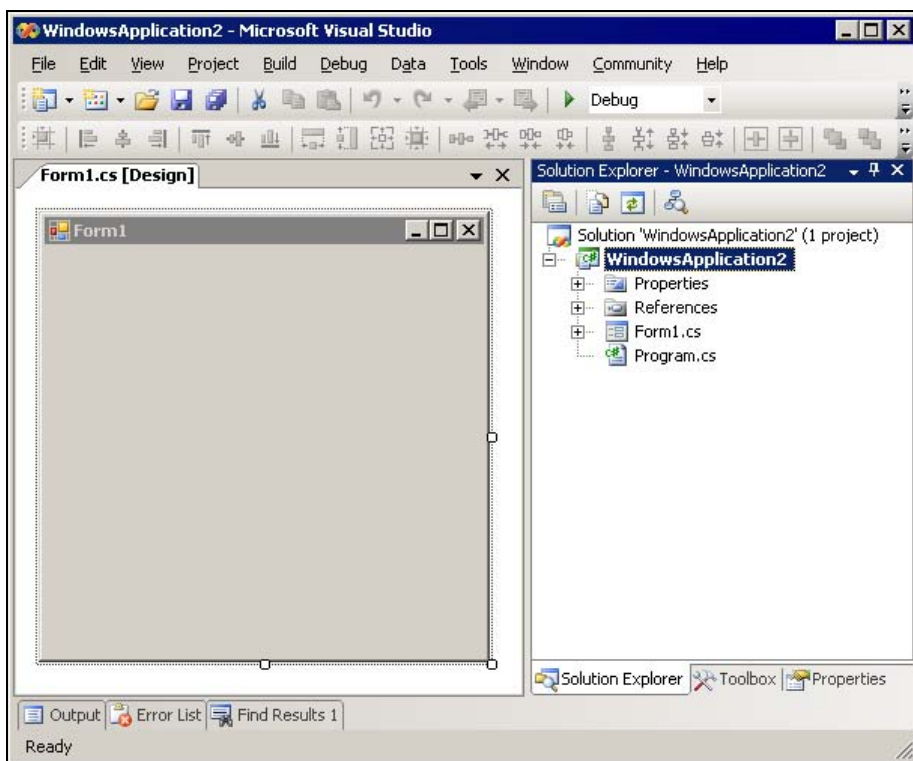 WindowsApplication2 - Microsoft Visual Studio
File Edit View Project Build Debug Data Tools Window Community Help
Debug
Form1.cs [Design]
Form1
Solution Explorer - WindowsApplication2
Solution 'WindowsApplication2' (1 project)
WindowsApplication2
Properties
References
Form1.cs
Program.cs
Solution Explorer Toolbox Properties
Output Error List Find Results 1
Ready